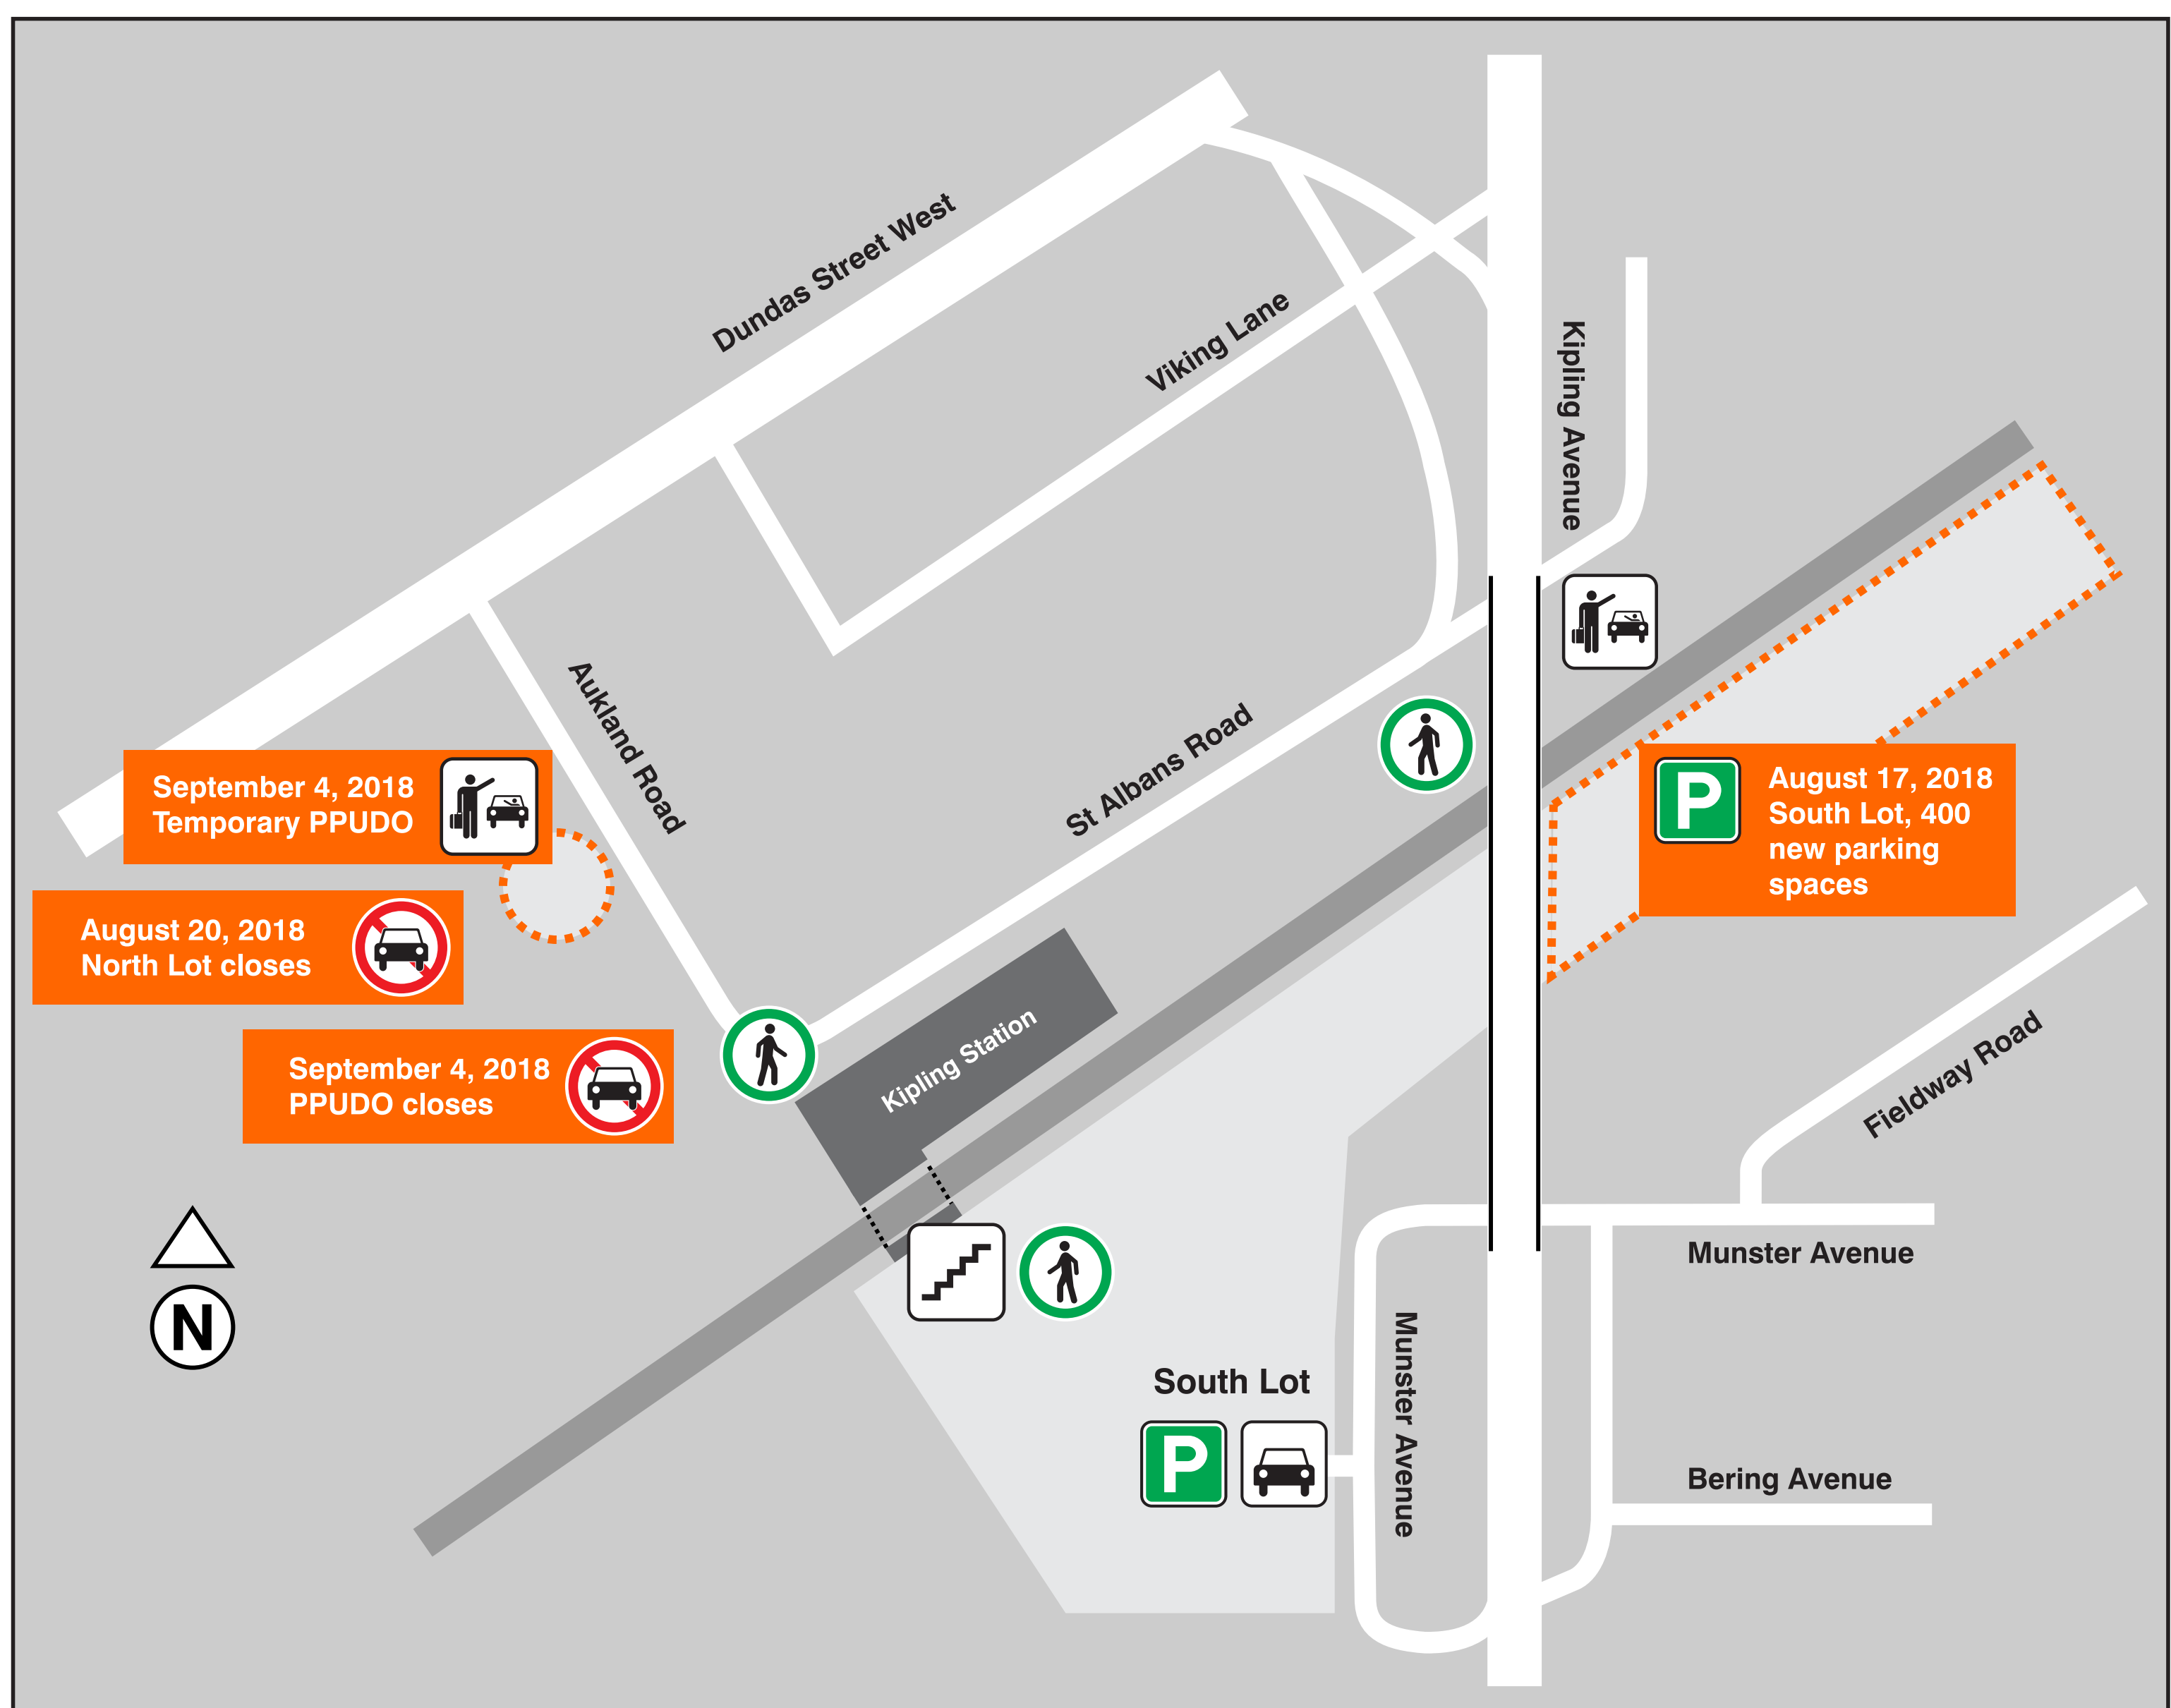 Dundas Street West
Viking Lane
Kipling Avenue
Aukland Road
St Albans Road
September 4, 2018
Temporary PPUDO
P
August 17, 2018
South Lot, 400
new parking
spaces
August 20, 2018
North Lot closes
September 4, 2018
PPUDO closes
Kipling Station
Fieldway Road
N
Munster Avenue
South Lot
P
Munster Avenue
Bering Avenue